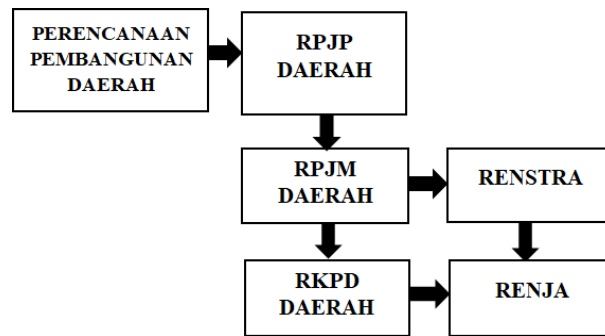 PERENCANAAN
PEMBANGUNAN
DAERAH
RPJP
DAERAH
RPJM
DAERAH
RENSTRA
RKPD
DAERAH
RENJA